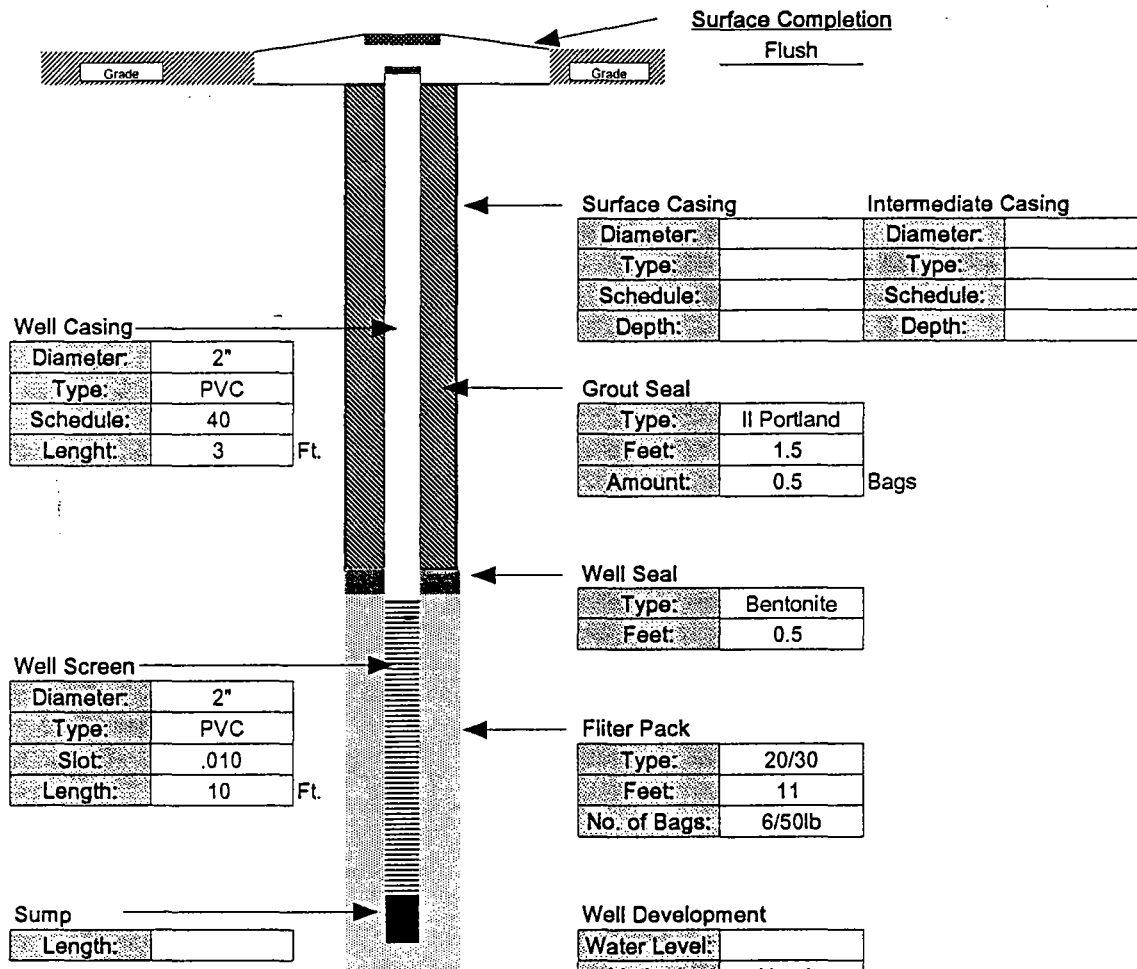 Surface Completion
Flush
Grade
Grade
Surface Casing
Diameter:
Type:
Schedule:
Depth:
Intermediate Casing
Diameter:
Type:
Schedule:
Depth:
Well Casing
Diameter: 2"
Type: PVC
Schedule: 40
Lenght: 3 Ft.
Grout Seal
Type: II Portland
Feet: 1.5
Amount: 0.5 Bags
Well Seal
Type: Bentonite
Feet: 0.5
Well Screen
Diameter: 2"
Type: PVC
Slot: .010
Length: 10 Ft.
Fliter Pack
Type: 20/30
Feet: 11
No. of Bags: 6/50lb
Sump
Length:
Well Development
Water Level: